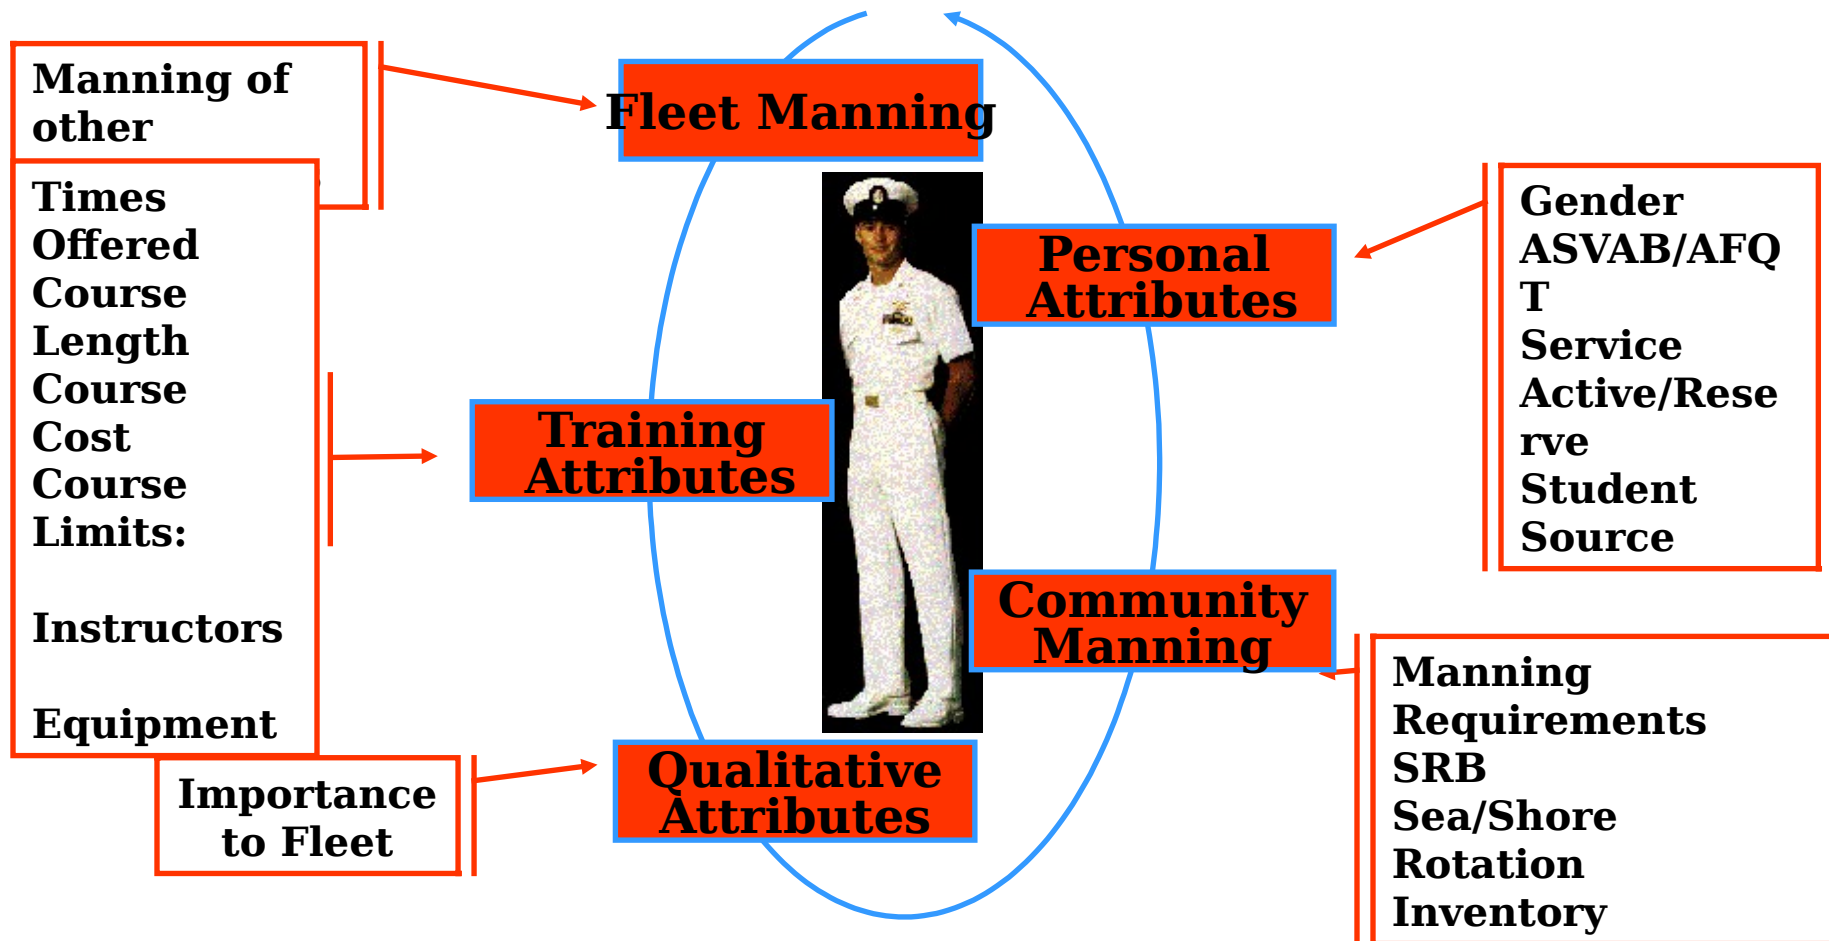 Manning of
other
Times
Offered
Course
Length
Course
Cost
Course
Limits:
Instructors
Equipment
Importance
to Fleet
Fleet Manning
Training
Attributes
Qualitative
Attributes
Personal
Attributes
Community
Manning
Gender
ASVAB/AFQ
T
Service
Active/Rese
rve
Student
Source
Manning
Requirements
SRB
Sea/Shore
Rotation
Inventory